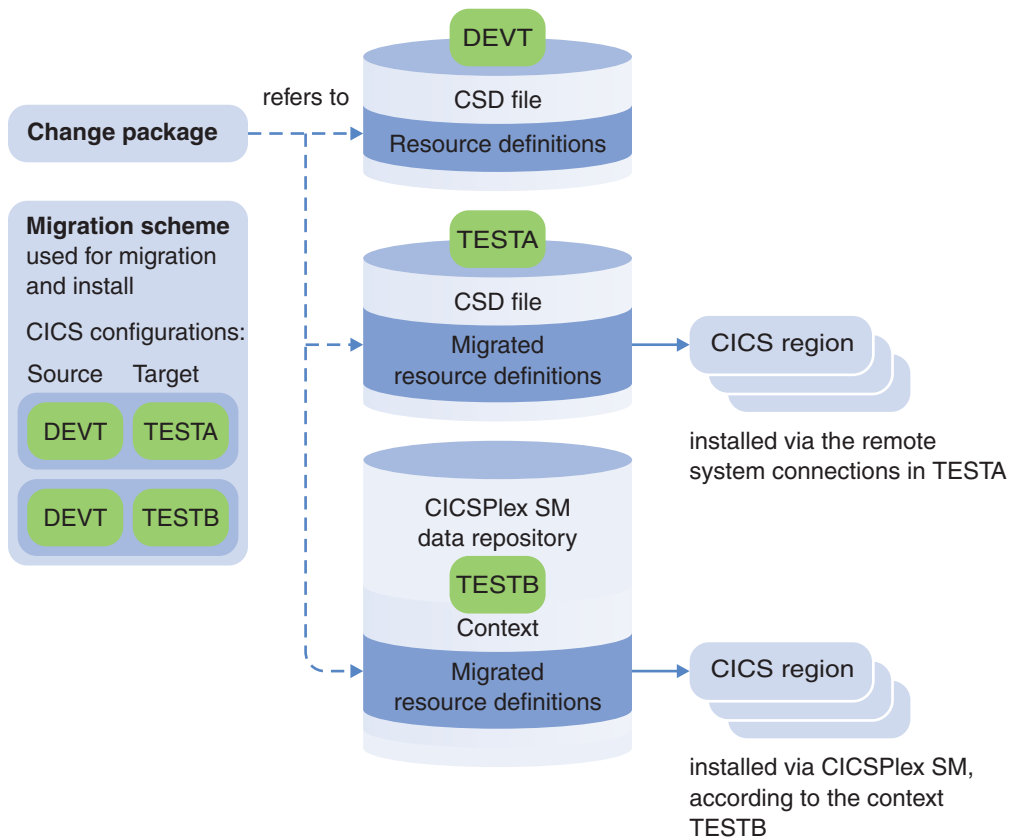 DEVT
CSD file
Resource definitions
refers to
Change package
Migration scheme
used for migration
and install
CICS configurations:
Source Target
DEVT TESTA
DEVT TESTB
TESTA
CSD file
Migrated
resource definitions
CICS region
installed via the remote
system connections in TESTA
CICSPlex SM
data repository
TESTB
Context
Migrated
resource definitions
CICS region
installed via CICSPlex SM,
according to the context
TESTB